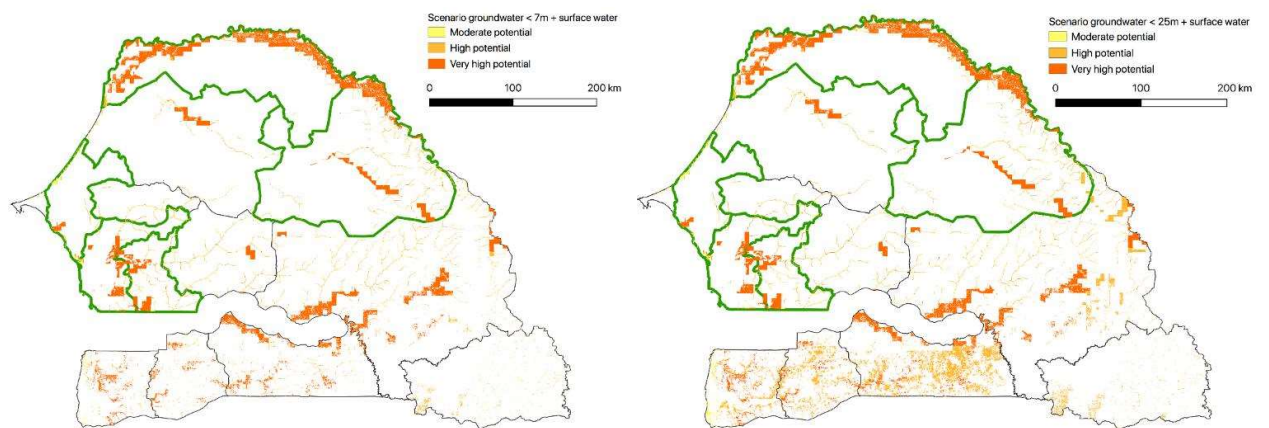 Scenario groundwater < 7m + surface water
Moderate potential
High potential
Very high potential
0 100 200 km
Scenario groundwater < 25m + surface water
Moderate potential
High potential
Very high potential
0 100 200 km